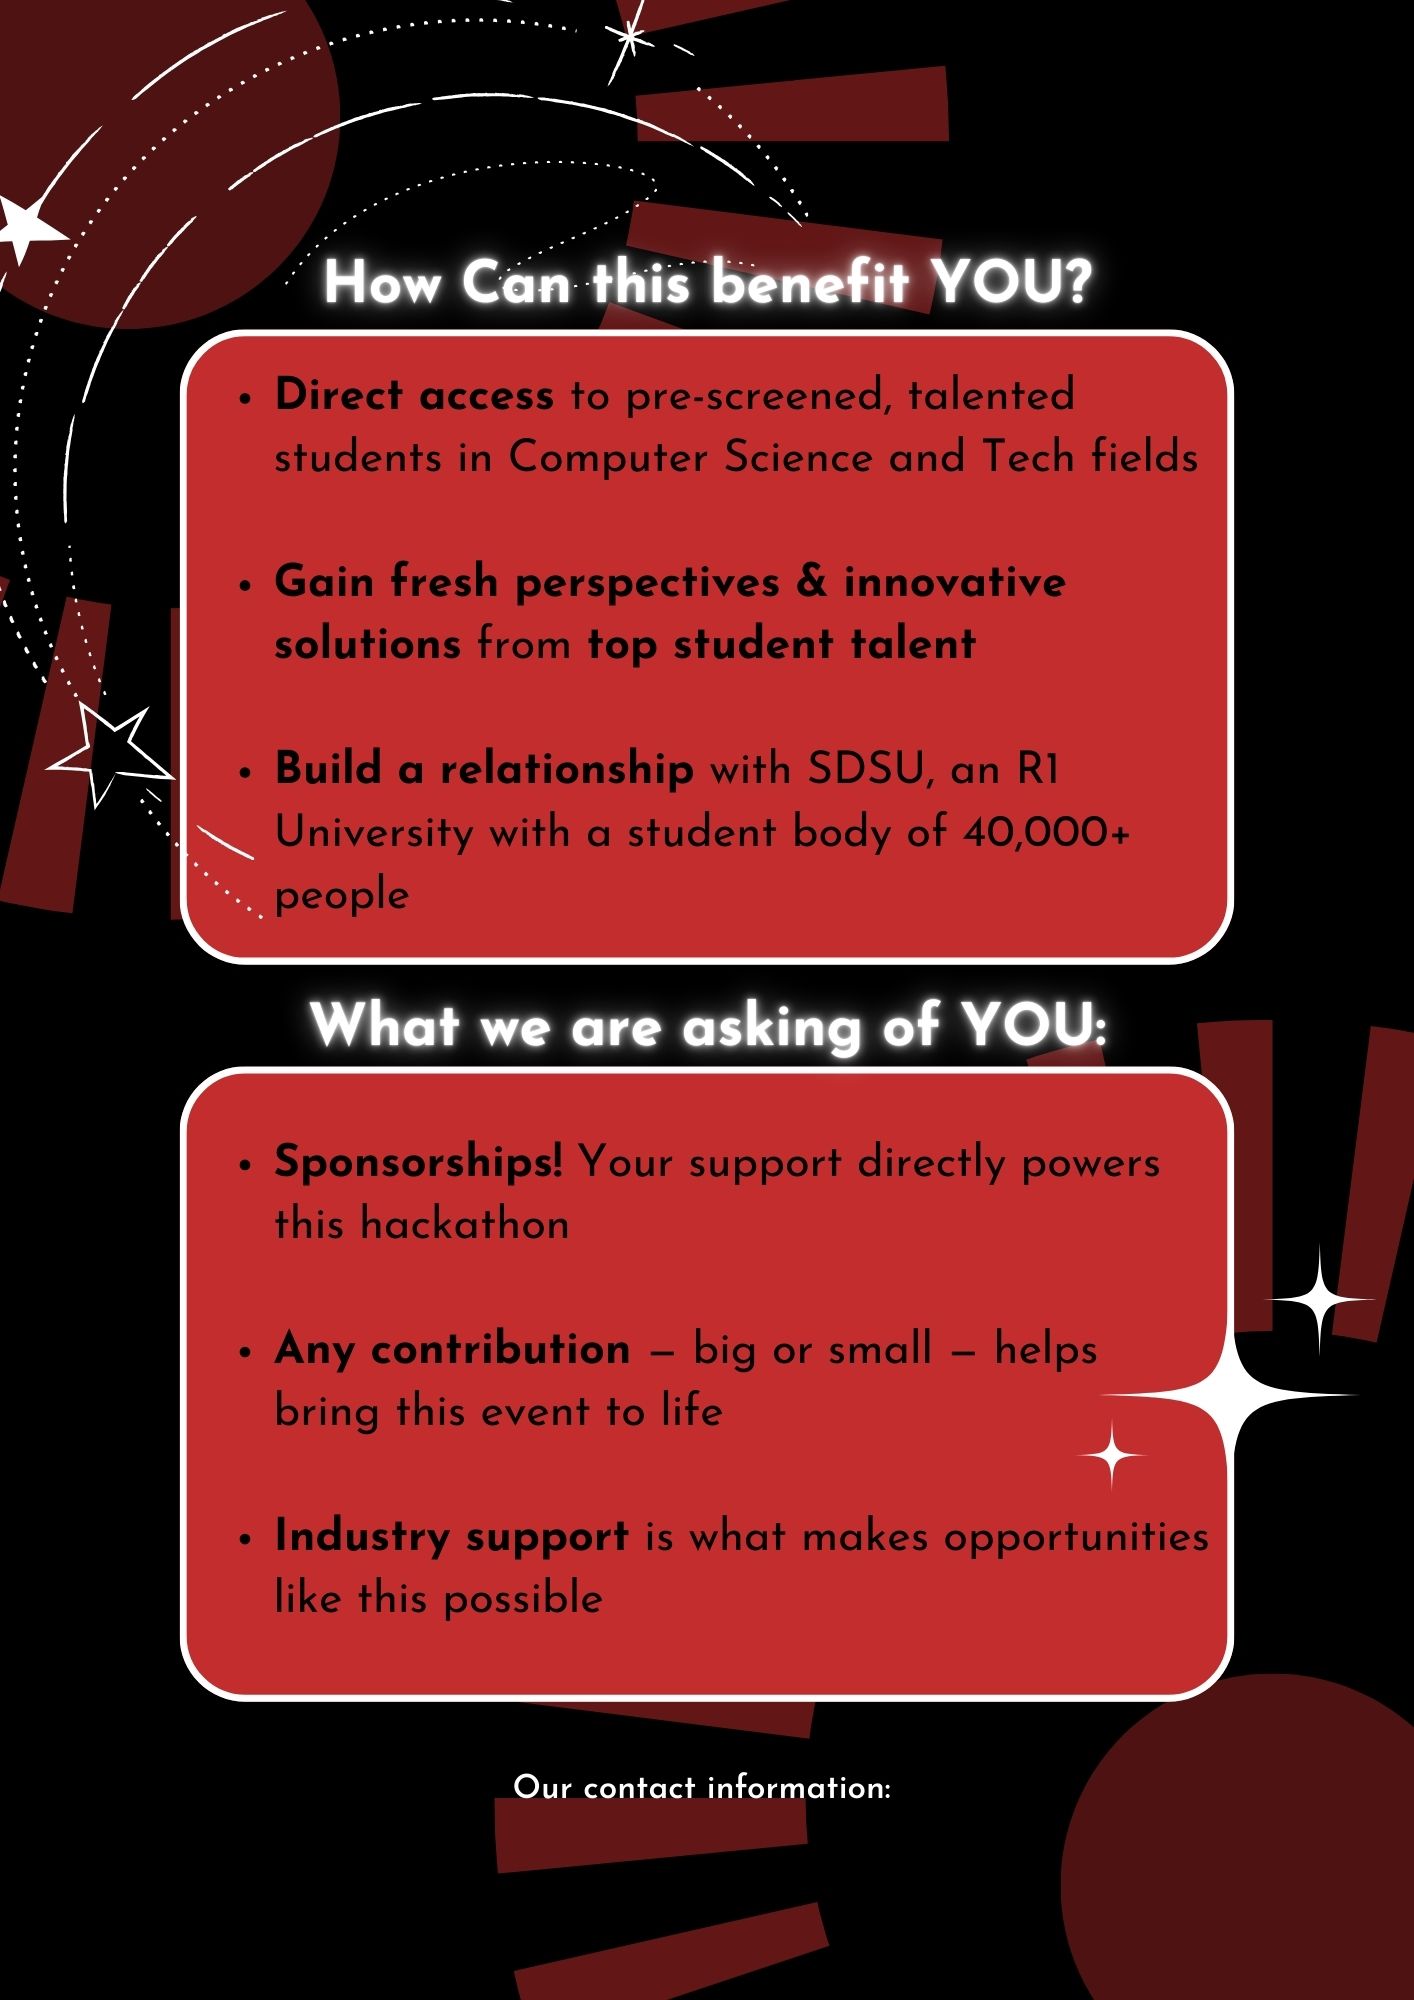 How Can this benefit YOU?
• Direct access to pre-screened, talented
students in Computer Science and Tech fields
• Gain fresh perspectives & innovative
solutions from top student talent
• Build a relationship with SDSU, an R1
University with a student body of 40,000+
people
What we are asking of YOU:
• Sponsorships! Your support directly powers
this hackathon
• Any contribution — big or small — helps
bring this event to life
• Industry support is what makes opportunities
like this possible
Our contact information: